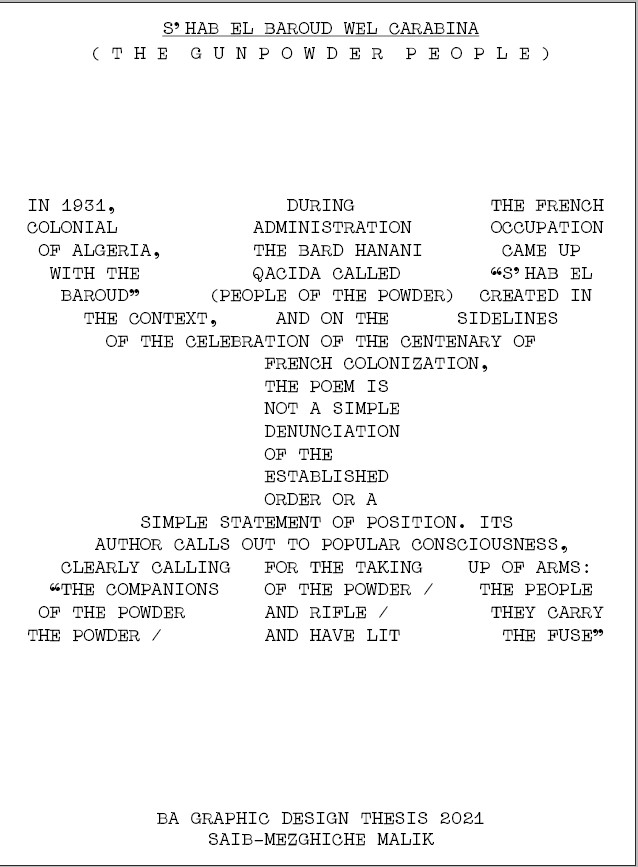 S'HAB EL BAROUD WEL CARABINA
(THE GUNPOWDER PEOPLE)
IN 1931, DURING THE FRENCH
COLONIAL ADMINISTRATION OCCUPATION
OF ALGERIA, THE BARD HANANI CAME UP
WITH THE QACIDA CALLED “S'HAB EL
BAROUD” (PEOPLE OF THE POWDER) CREATED IN
THE CONTEXT, AND ON THE SIDELINES
OF THE CELEBRATION OF THE CENTENARY OF
FRENCH COLONIZATION,
THE POEM IS
NOT A SIMPLE
DENUNCIATION
OF THE
ESTABLISHED
ORDER OR A
SIMPLE STATEMENT OF POSITION. ITS
AUTHOR CALLS OUT TO POPULAR CONSCIOUSNESS,
CLEARLY CALLING FOR THE TAKING UP OF ARMS:
“THE COMPANIONS OF THE POWDER / THE PEOPLE
OF THE POWDER AND RIFLE / THEY CARRY
THE POWDER / AND HAVE LIT THE FUSE”
BA GRAPHIC DESIGN THESIS 2021
SAIB-MEZGHICHE MALIK